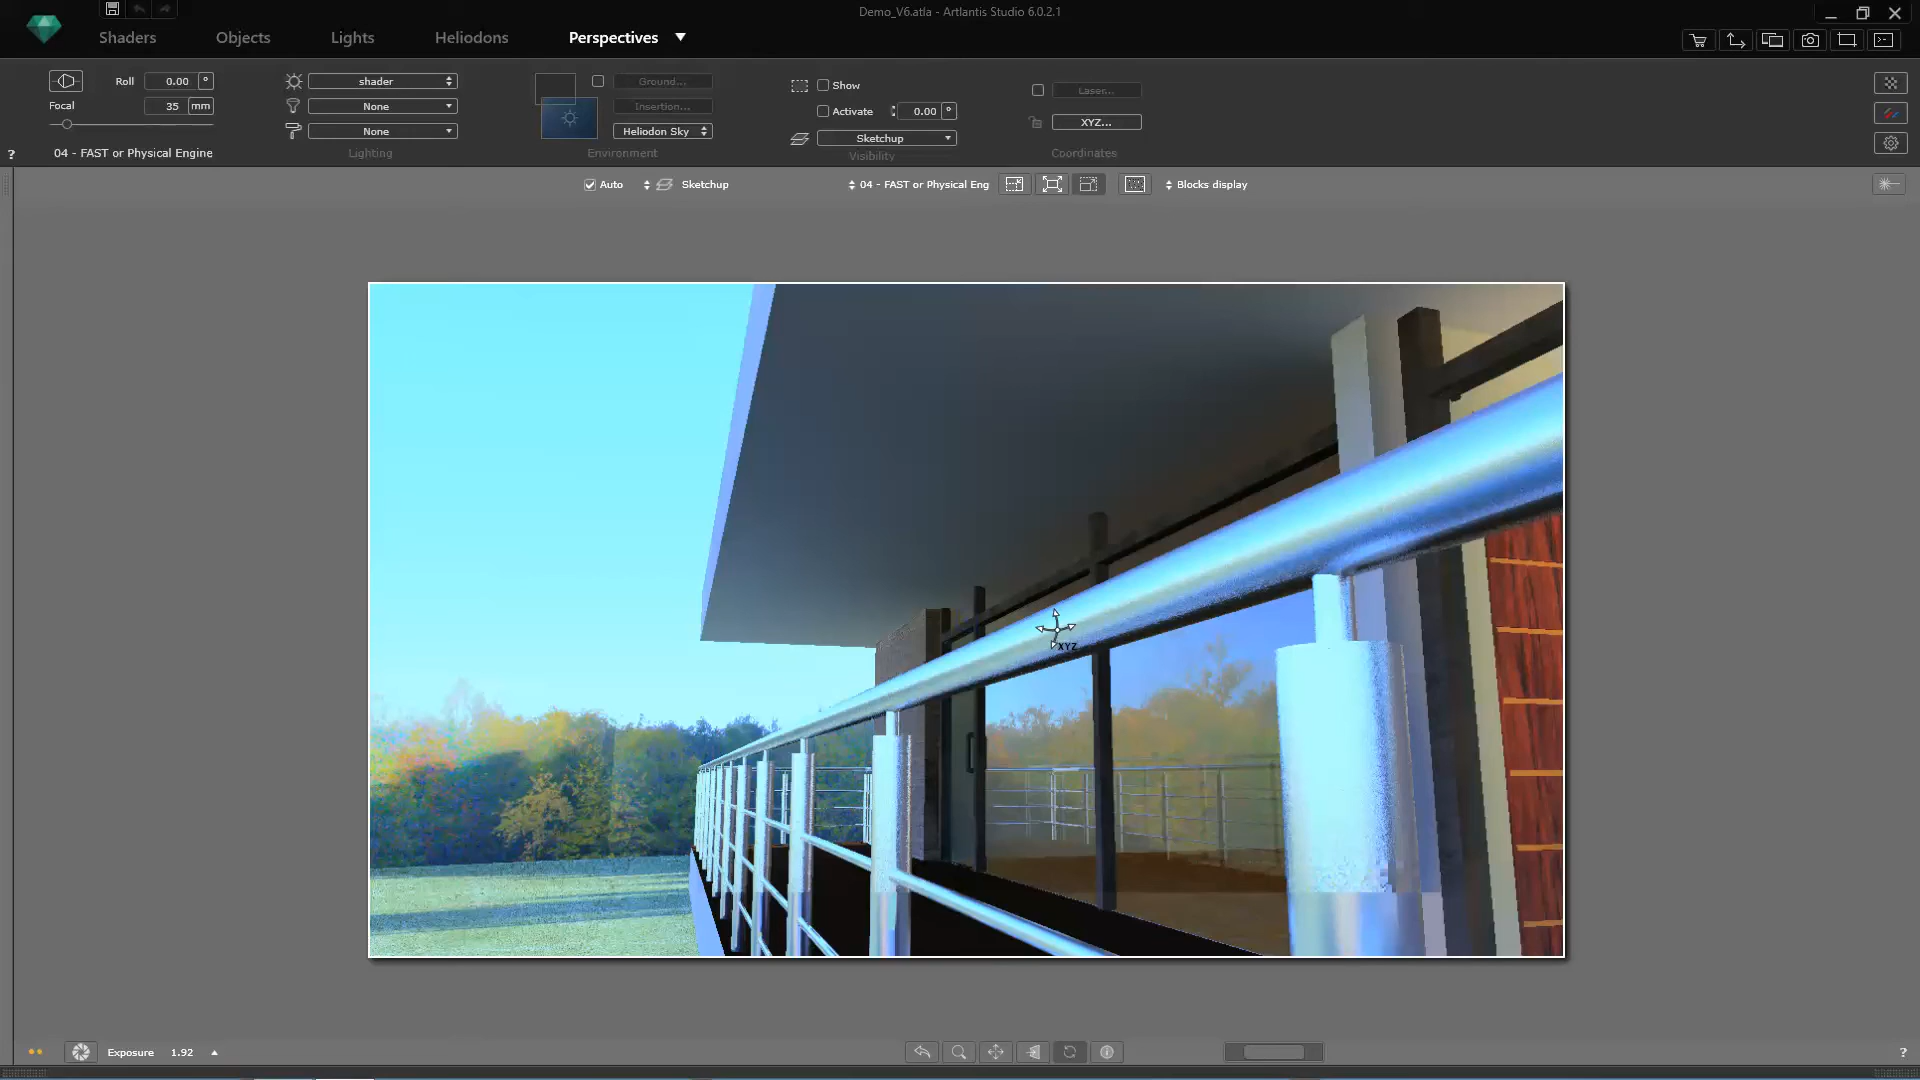 Demo_V6.atla - Artlantis Studio 6.0.2.1
Shaders Objects Lights Heliodons Perspectives
Roll 0.00 ° shader Ground... Show Laser...
Focal 35 mm None Insertion... Activate 0.00 ° XYZ...
None Heliodon Sky Sketchup
? 04 - FAST or Physical Engine Lighting Environment Visibility Coordinates
Auto Sketchup 04 - FAST or Physical Eng Blocks display
XYZ
Exposure 1.92 ?